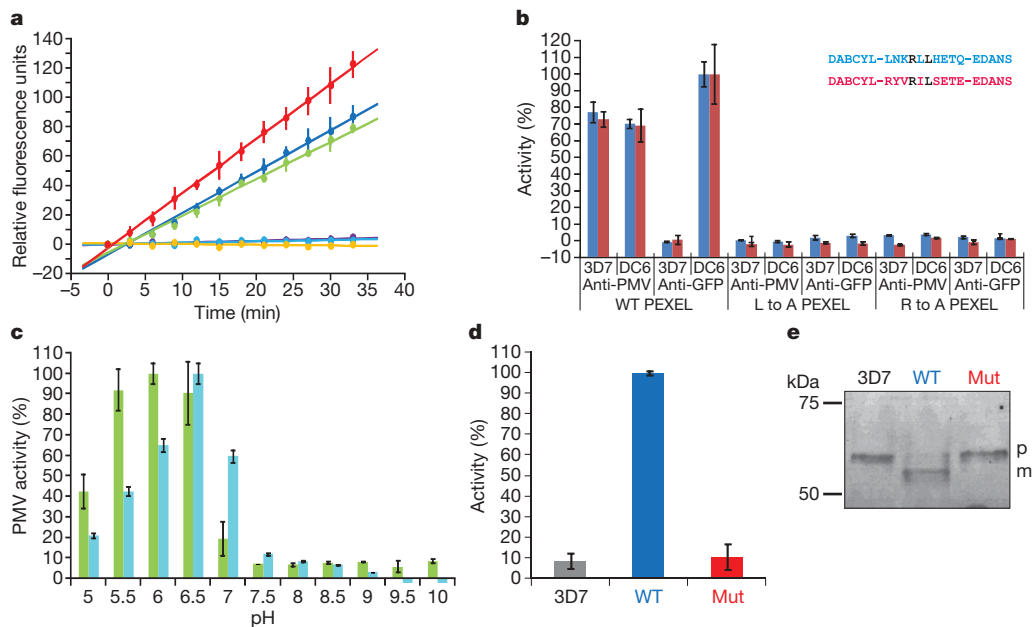 a
Relative fluorescence units
140
120
100
80
60
40
20
0
–20
–5 0 5 10 15 20 25 30 35 40
Time (min)
b
DABCYL-LNKRLLHETQ-EDANS
DABCYL-RYVRILSETE-EDANS
Activity (%)
120
110
100
90
80
70
60
50
40
30
20
10
0
–10
3D7 DC6 3D7 DC6 3D7 DC6 3D7 DC6 3D7 DC6 3D7 DC6
Anti-PMV Anti-GFP Anti-PMV Anti-GFP Anti-PMV Anti-GFP
WT PEXEL L to A PEXEL R to A PEXEL
c
PMV activity (%)
110
100
90
80
70
60
50
40
30
20
10
0
5 5.5 6 6.5 7 7.5 8 8.5 9 9.5 10
pH
d
Activity (%)
110
100
90
80
70
60
50
40
30
20
10
0
3D7 WT Mut
e
kDa 3D7 WT Mut
75
p
m
50